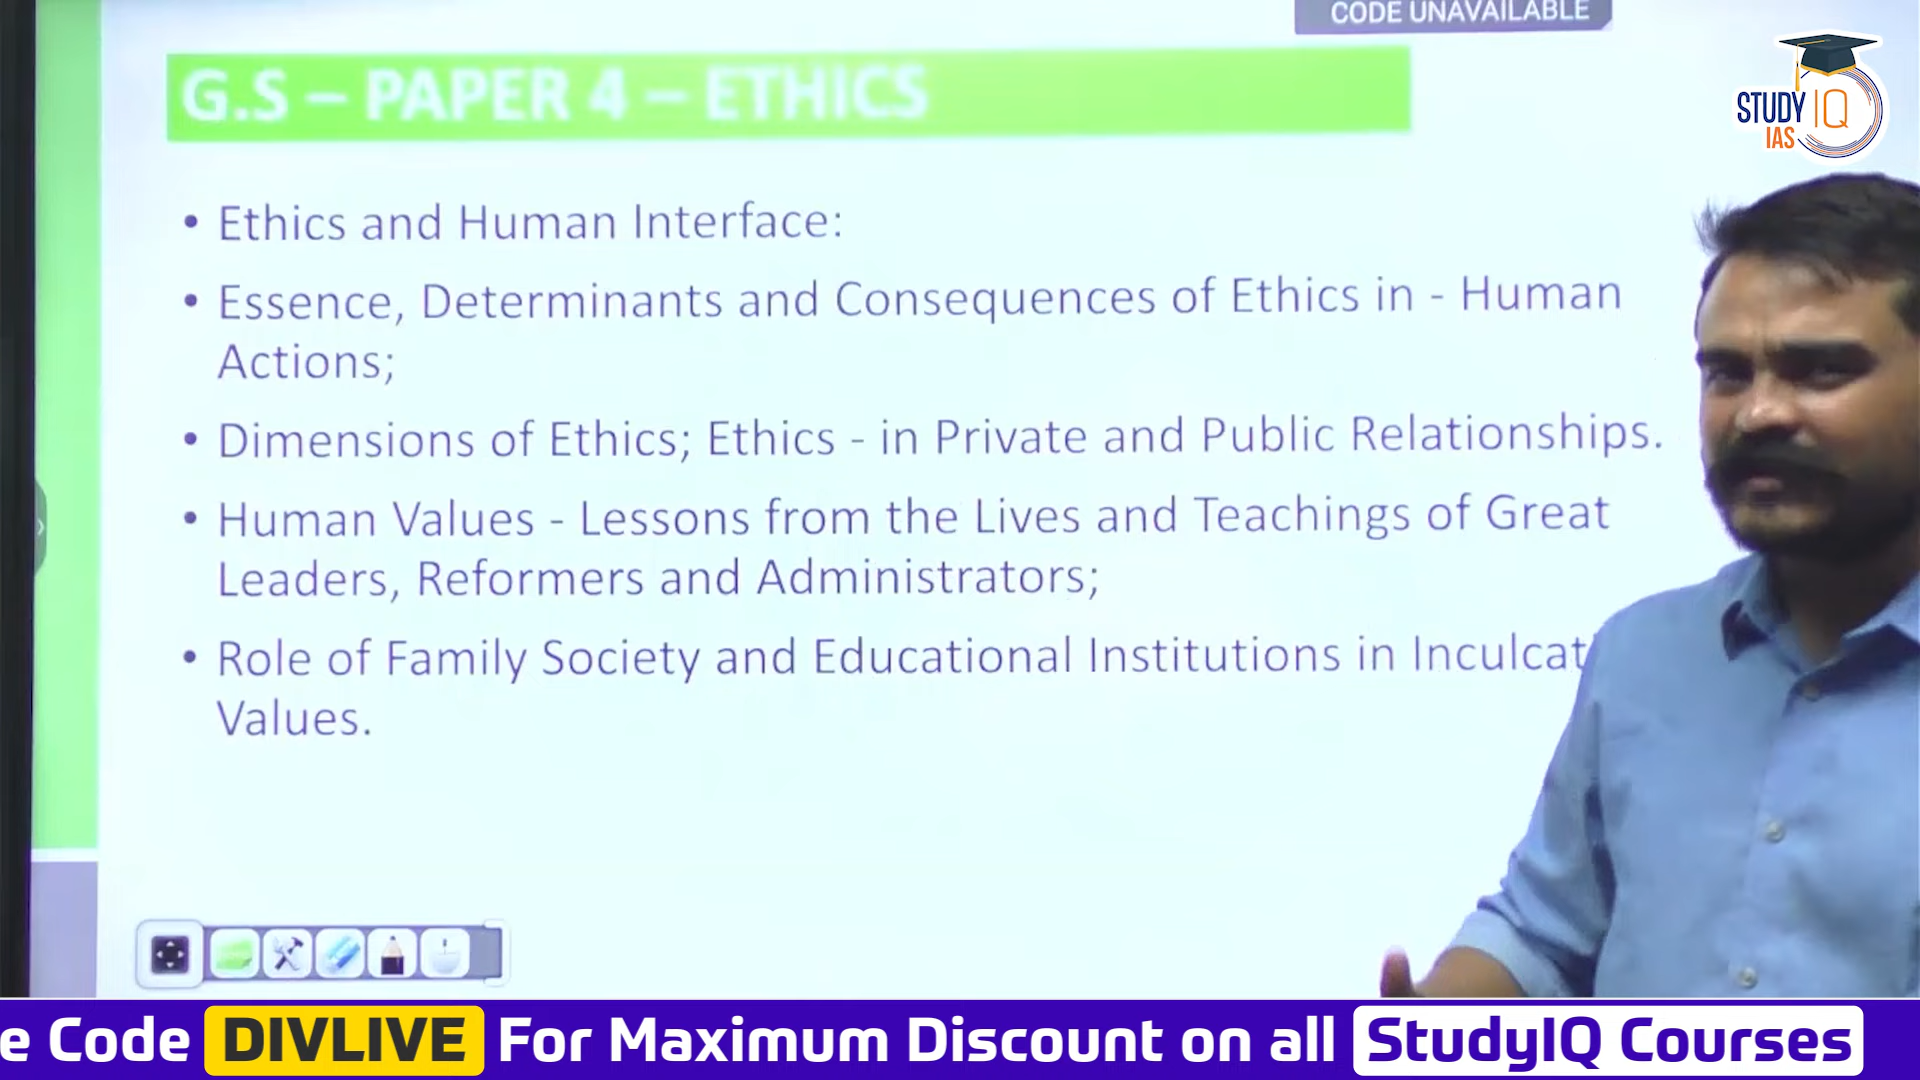 CODE UNAVAILABLE
G.S – PAPER 4 – ETHICS
STUDY IQ
IAS
• Ethics and Human Interface:
• Essence, Determinants and Consequences of Ethics in - Human
Actions;
• Dimensions of Ethics; Ethics - in Private and Public Relationships.
• Human Values - Lessons from the Lives and Teachings of Great
Leaders, Reformers and Administrators;
• Role of Family Society and Educational Institutions in Inculcat
Values.
e Code DIVLIVE For Maximum Discount on all StudyIQ Courses